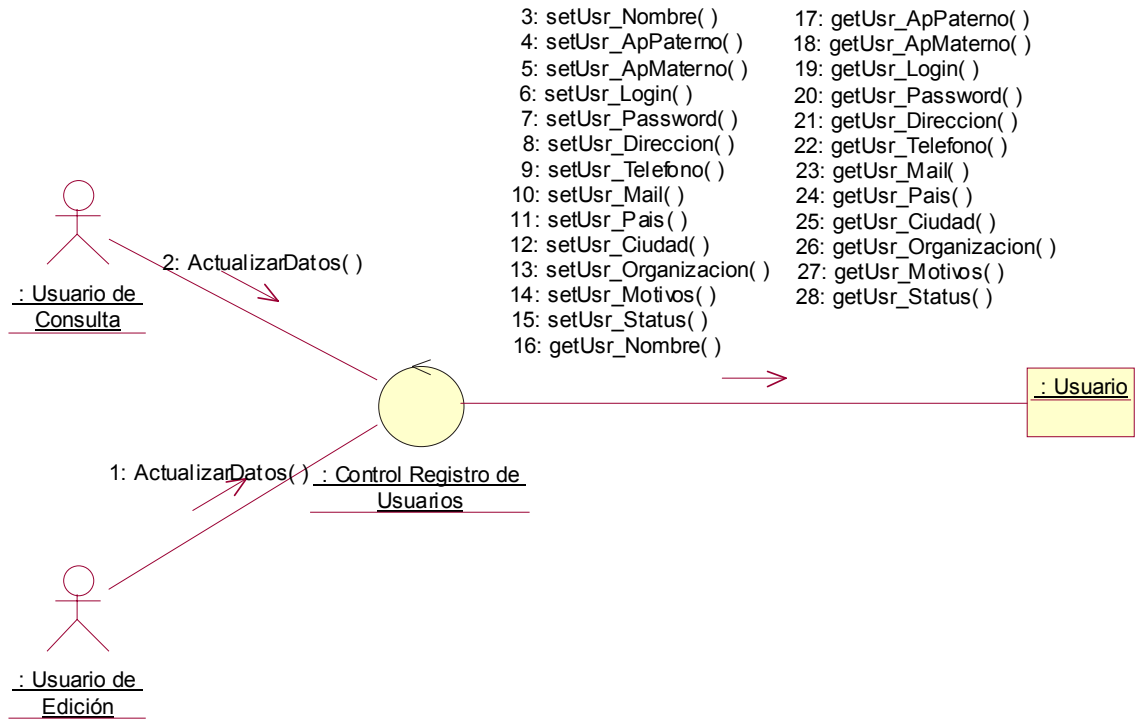 3: setUsr_Nombre( )
4: setUsr_ApPaterno( )
5: setUsr_ApMaterno( )
6: setUsr_Login( )
7: setUsr_Password( )
8: setUsr_Direccion( )
9: setUsr_Telefono( )
10: setUsr_Mail( )
11: setUsr_Pais( )
12: setUsr_Ciudad( )
13: setUsr_Organizacion( )
14: setUsr_Motivos( )
15: setUsr_Status( )
16: getUsr_Nombre( )
17: getUsr_ApPaterno( )
18: getUsr_ApMaterno( )
19: getUsr_Login( )
20: getUsr_Password( )
21: getUsr_Direccion( )
22: getUsr_Telefono( )
23: getUsr_Mail( )
24: getUsr_Pais( )
25: getUsr_Ciudad( )
26: getUsr_Organizacion( )
27: getUsr_Motivos( )
28: getUsr_Status( )
2: ActualizarDatos( )
: Usuario de
Consulta
: Usuario
1: ActualizarDatos( )
: Control Registro de
Usuarios
: Usuario de
Edición